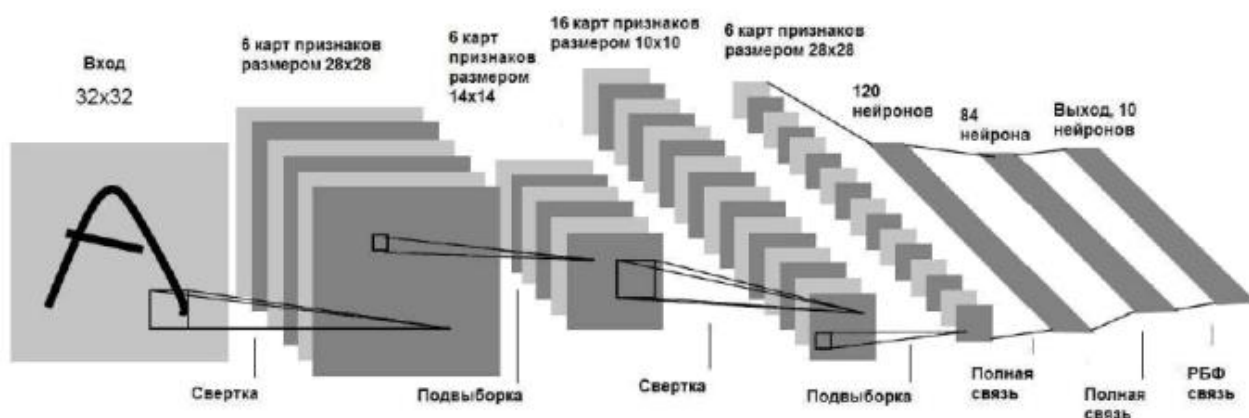 Вход
32x32
6 карт признаков
размером 28x28
6 карт
признаков
размером
14x14
16 карт признаков
размером 10x10
6 карт признаков
размером 28x28
120
нейронов
84
нейрона
Выход, 10
нейронов
Свертка
Подвыборка
Свертка
Подвыборка
Полная
связь
Полная
связь
РБФ
связь